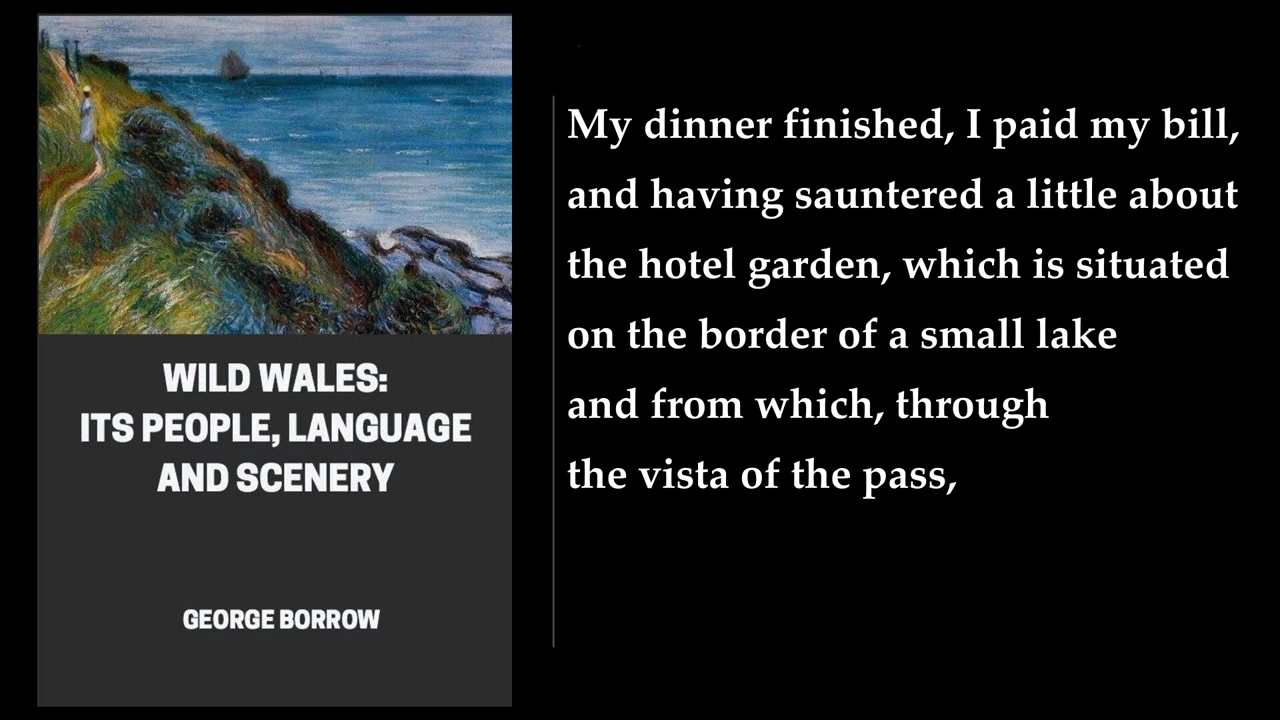 WILD WALES:
ITS PEOPLE, LANGUAGE
AND SCENERY
GEORGE BORROW
My dinner finished, I paid my bill,
and having sauntered a little about
the hotel garden, which is situated
on the border of a small lake
and from which, through
the vista of the pass,